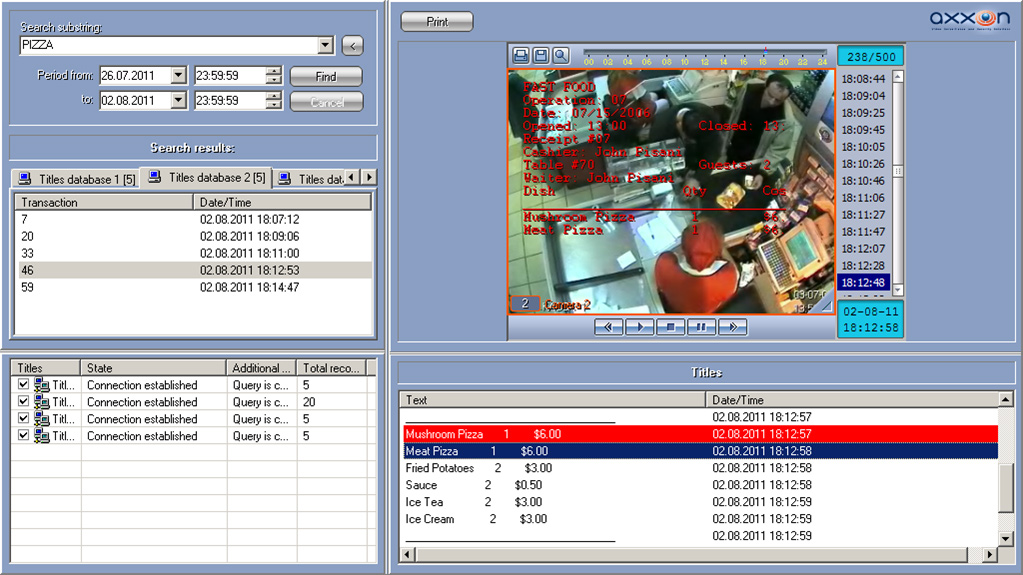 Search substring:
PIZZA
<
Period from:
26.07.2011
23:59:59
Find
to:
02.08.2011
23:59:59
Cancel
Search results:
Titles database 1 [5]
Titles database 2 [5]
Titles dat
Transaction Date/Time
7 02.08.2011 18:07:12
20 02.08.2011 18:09:06
33 02.08.2011 18:11:00
46 02.08.2011 18:12:53
59 02.08.2011 18:14:47
Titles State Additional ... Total reco...
Titl... Connection established Query is c... 5
Titl... Connection established Query is c... 20
Titl... Connection established Query is c... 5
Titl... Connection established Query is c... 5
Print
axxon
00 02 04 06 08 10 12 14 16 18 20 22 24
238/500
FAST FOOD
Operation: 07
Date: 07/15/2006
Opened: 13:00 Closed: 13:
Receipt #07
Cashier: John Pisani
Table #70 Guests: 2
Waiter: John Pisani
Dish Qty Cos
Mushroom Pizza 1 $6
Meat Pizza 1 $6
2 Camera 2
18:08:44
18:09:04
18:09:25
18:09:45
18:10:05
18:10:26
18:10:46
18:11:06
18:11:27
18:11:47
18:12:07
18:12:28
18:12:48
02-08-11
18:12:58
Titles
Text Date/Time
02.08.2011 18:12:57
Mushroom Pizza 1 $6.00 02.08.2011 18:12:57
Meat Pizza 1 $6.00 02.08.2011 18:12:58
Fried Potatoes 2 $3.00 02.08.2011 18:12:58
Sauce 2 $0.50 02.08.2011 18:12:58
Ice Tea 2 $3.00 02.08.2011 18:12:59
Ice Cream 2 $3.00 02.08.2011 18:12:59
02.08.2011 18:12:59